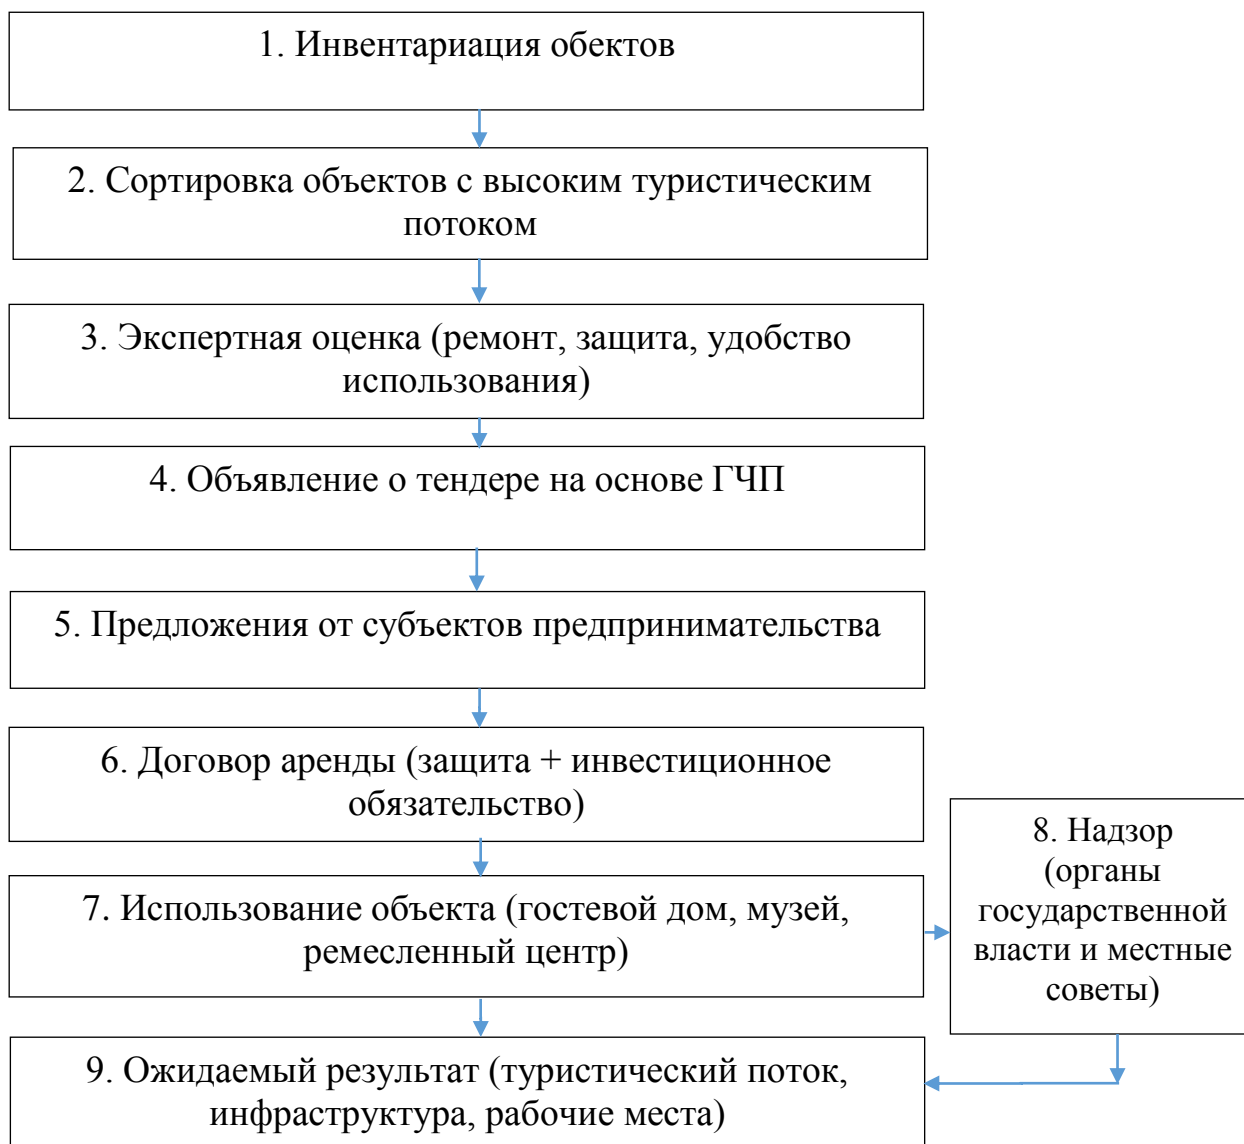 1. Инвентариация обектов
2. Сортировка объектов с высоким туристическим
потоком
3. Экспертная оценка (ремонт, защита, удобство
использования)
4. Объявление о тендере на основе ГЧП
5. Предложения от субъектов предпринимательства
6. Договор аренды (защита + инвестиционное
обязательство)
7. Использование объекта (гостевой дом, музей,
ремесленный центр)
8. Надзор
(органы
государственной
власти и местные
советы)
9. Ожидаемый результат (туристический поток,
инфраструктура, рабочие места)